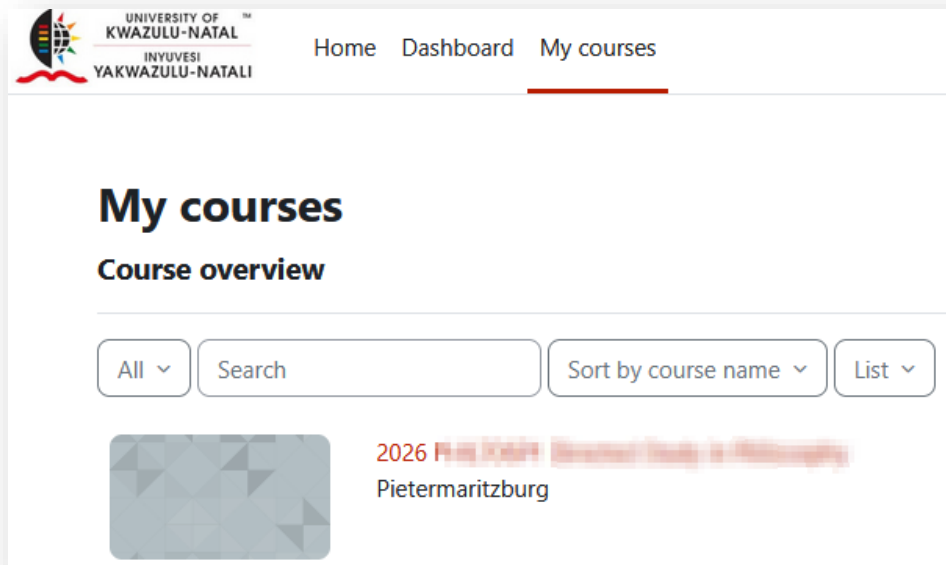 UNIVERSITY OF ™
KWAZULU-NATAL
INYUVESI
YAKWAZULU-NATALI
Home Dashboard My courses
My courses
Course overview
All Search Sort by course name List
2026
Pietermaritzburg